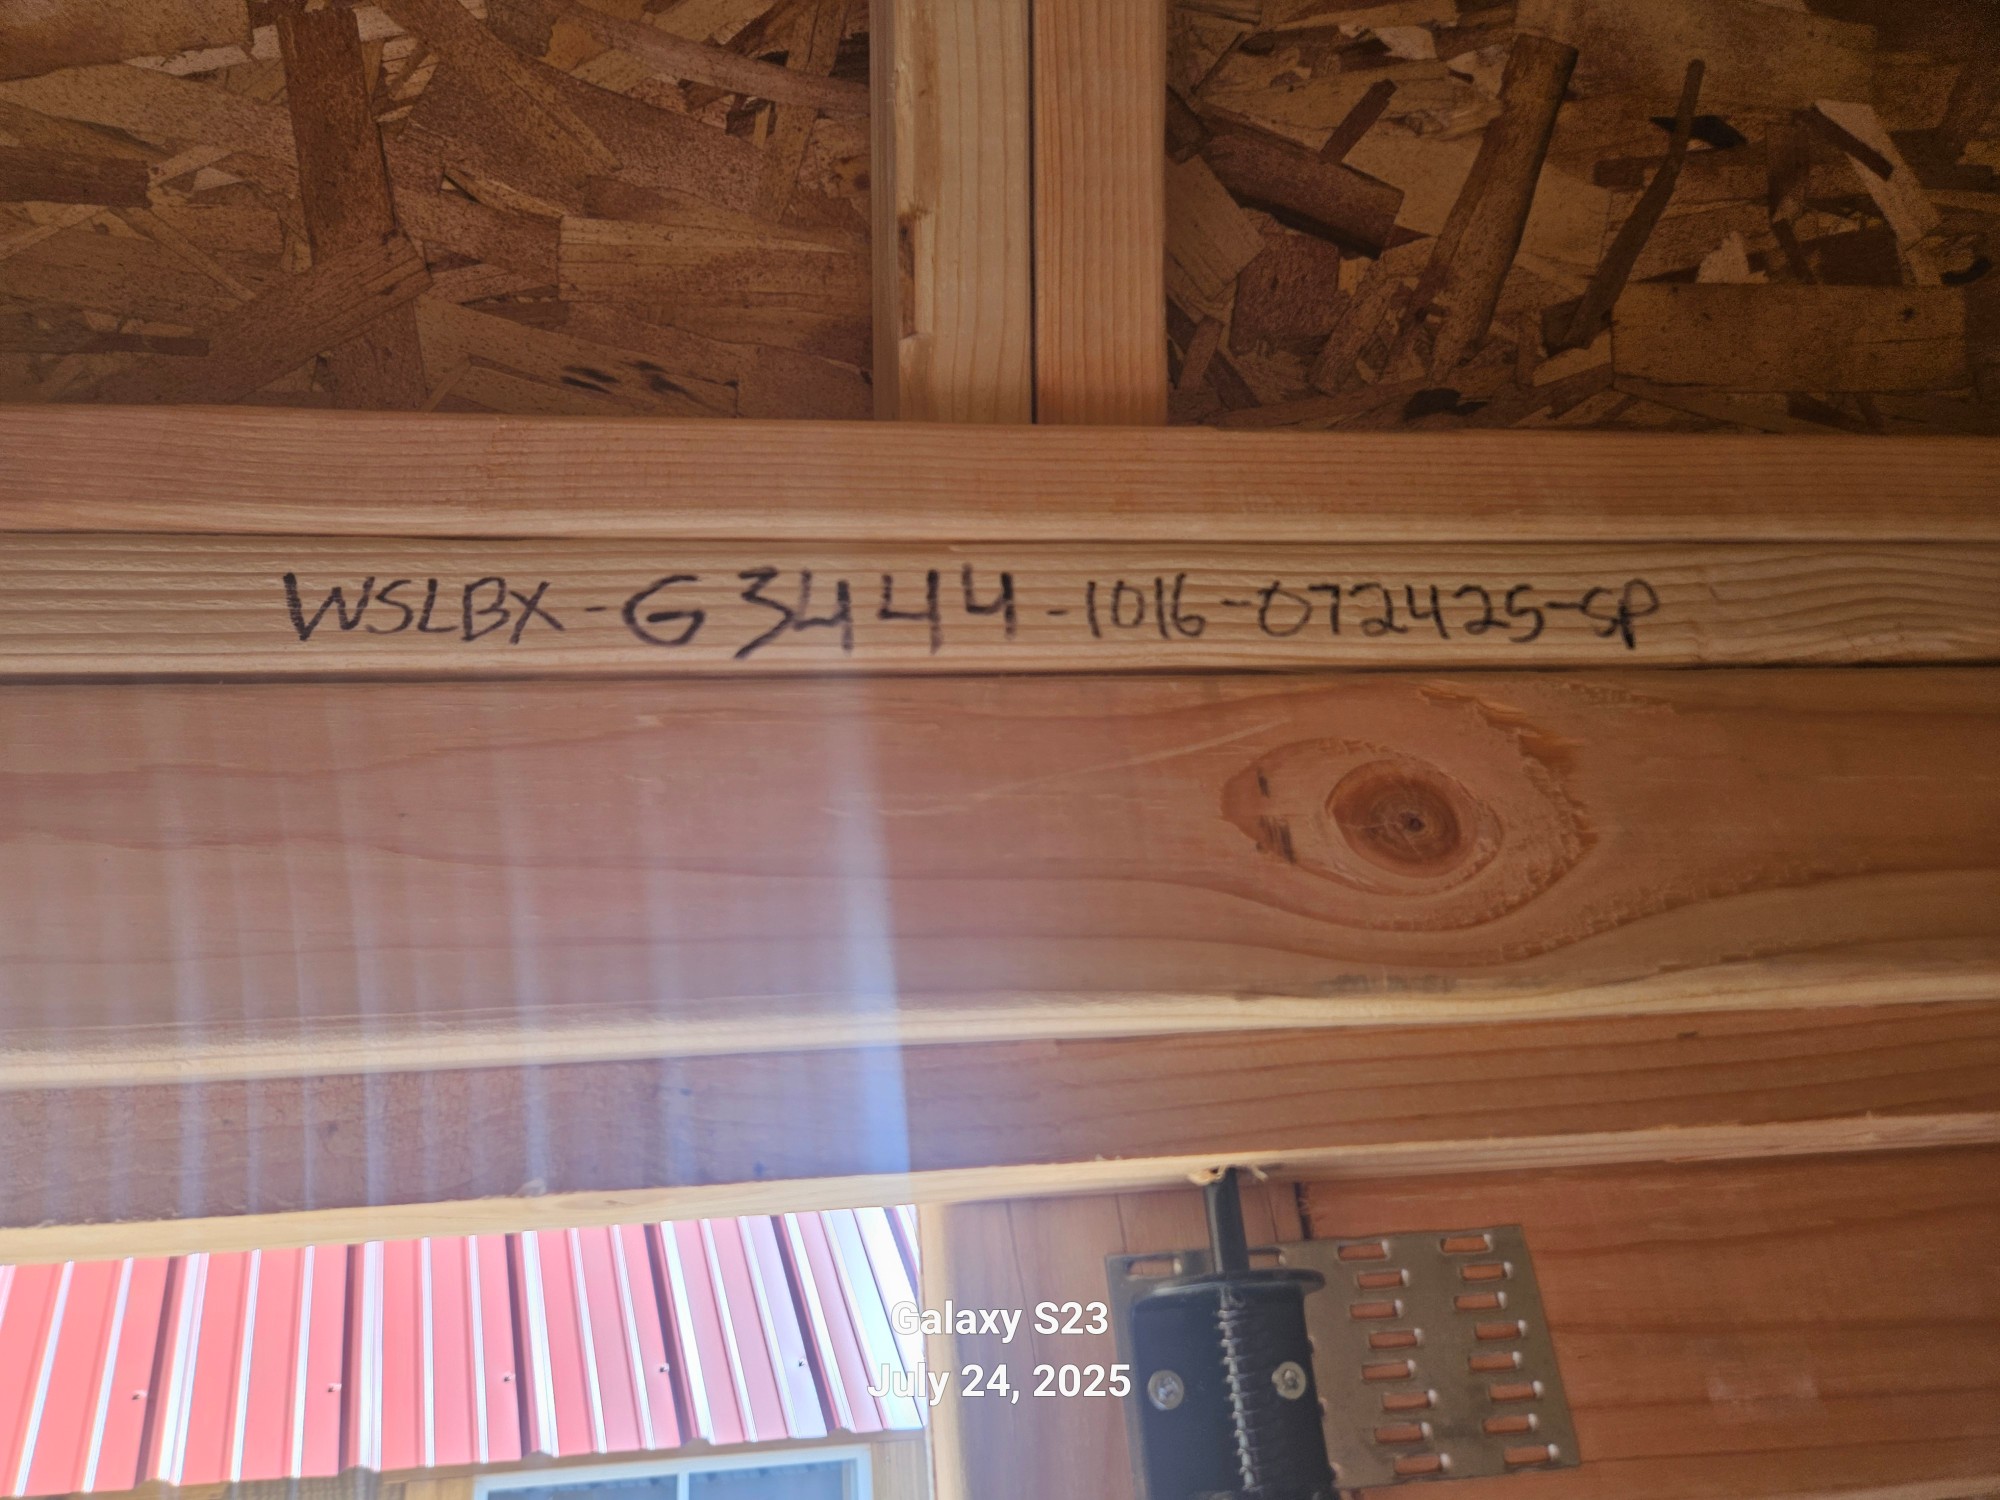 WSLBX-G3444-1016-072425-SP
Galaxy S23
July 24, 2025